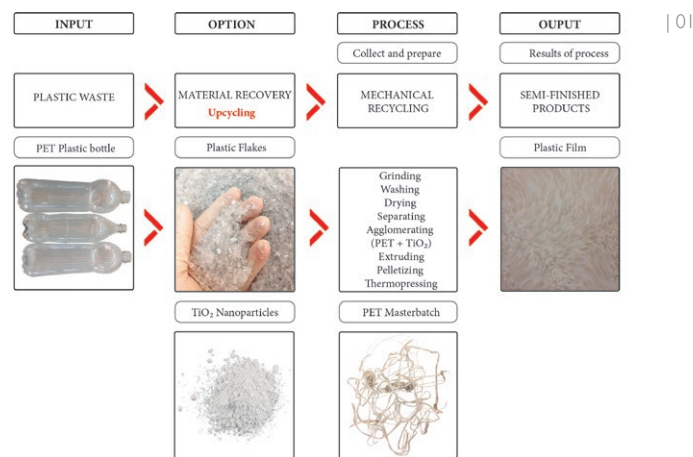 INPUT
OPTION
PROCESS
OUPUT
| 01
Collect and prepare
Results of process
PLASTIC WASTE
MATERIAL RECOVERY
Upcycling
MECHANICAL
RECYCLING
SEMI-FINISHED
PRODUCTS
PET Plastic bottle
Plastic Flakes
Plastic Film
Grinding
Washing
Drying
Separating
Agglomerating
(PET + TiO₂)
Extruding
Pelletizing
Thermopressing
TiO₂ Nanoparticles
PET Masterbatch